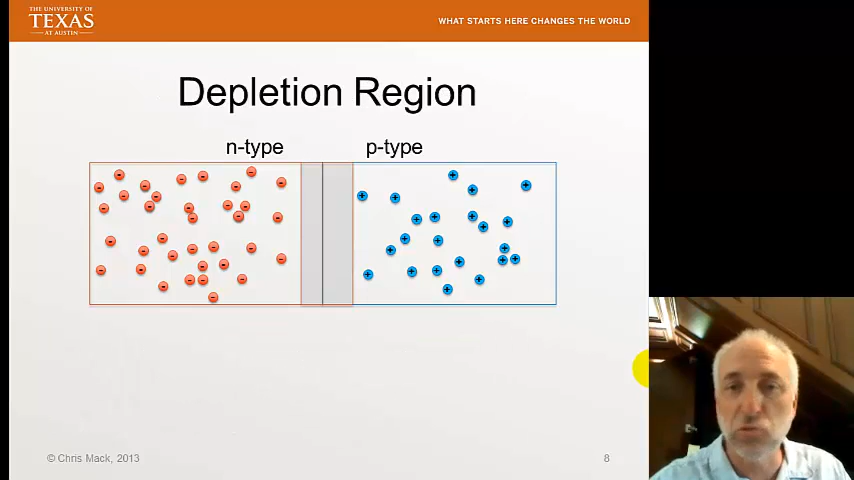 THE UNIVERSITY OF
TEXAS
AT AUSTIN
WHAT STARTS HERE CHANGES THE WORLD
Depletion Region
n-type
p-type
© Chris Mack, 2013
8